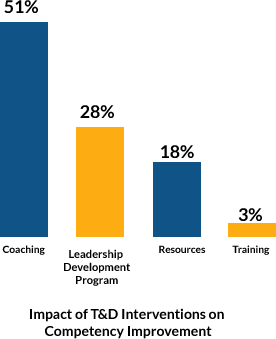 51%
28%
18%
3%
Coaching
Leadership
Development
Program
Resources
Training
Impact of T&D Interventions on
Competency Improvement